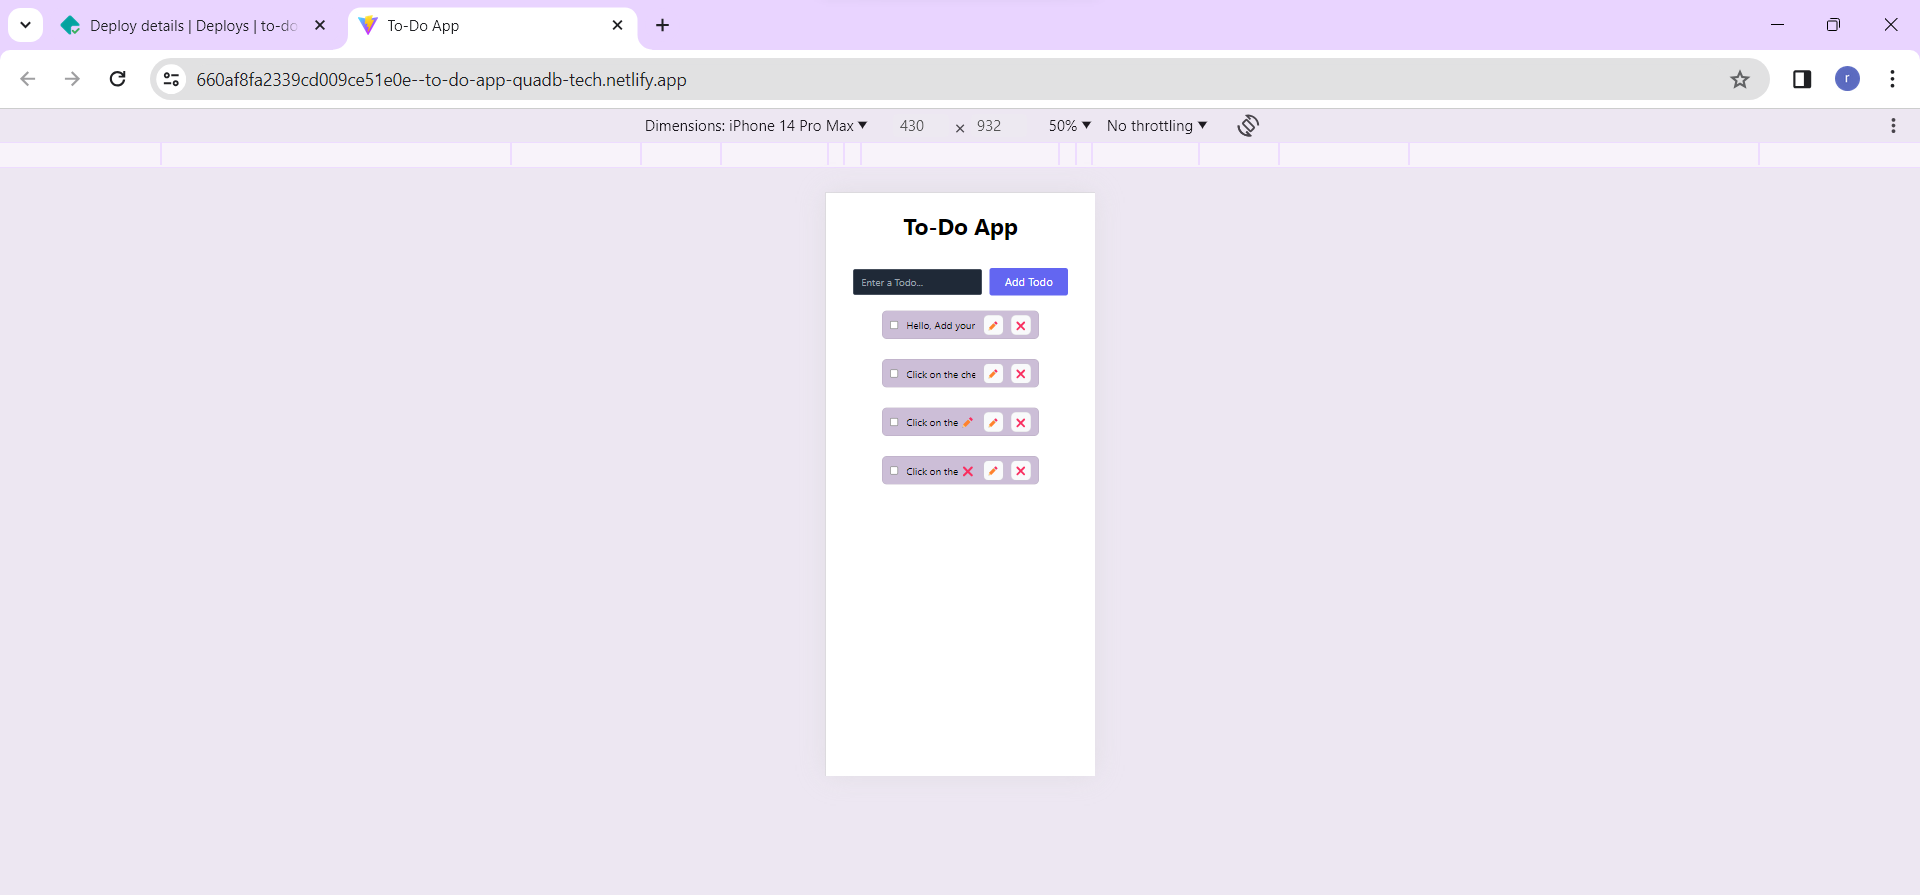 Deploy details | Deploys | to-do
To-Do App
660af8fa2339cd009ce51e0e--to-do-app-quadb-tech.netlify.app
r
Dimensions: iPhone 14 Pro Max 430 × 932 50% No throttling
To-Do App
Enter a Todo... Add Todo
Hello, Add your
Click on the che
Click on the
Click on the